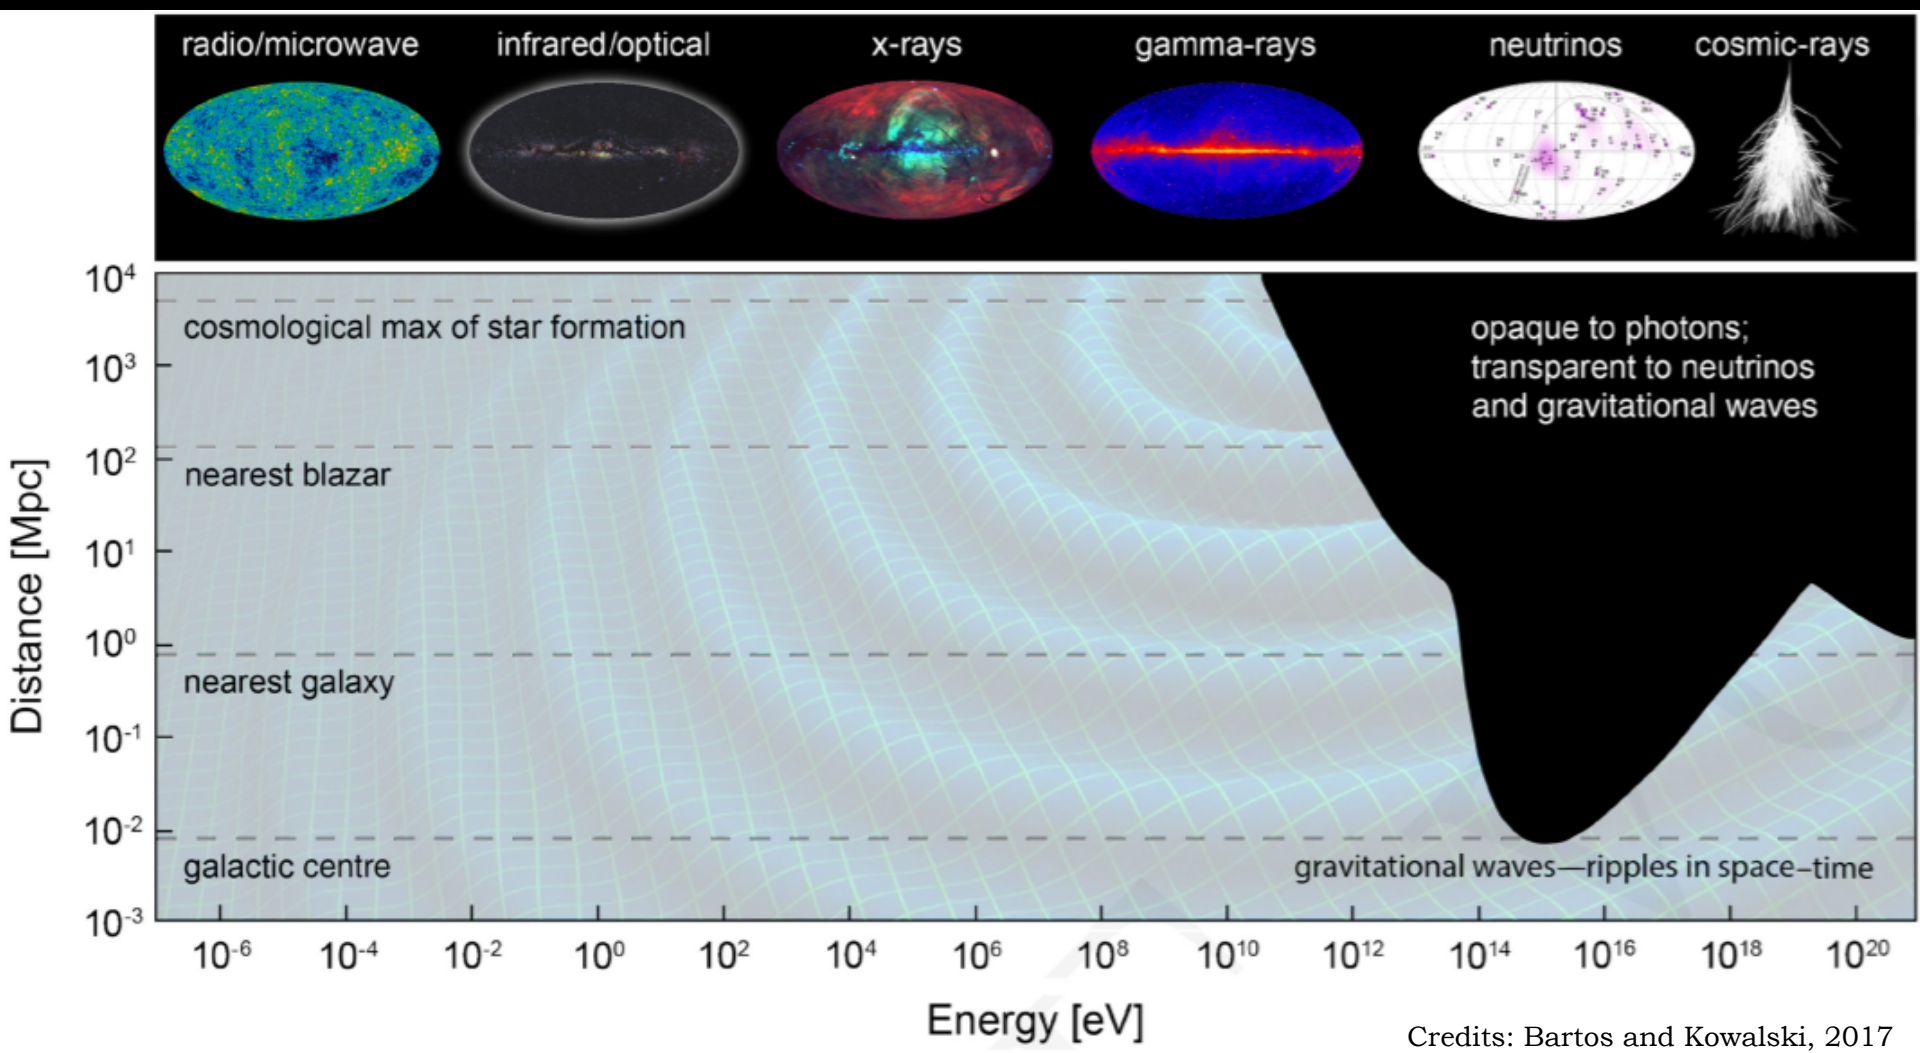 radio/microwave infrared/optical x-rays gamma-rays neutrinos cosmic-rays
10⁴
cosmological max of star formation
opaque to photons;
10³
transparent to neutrinos
and gravitational waves
10²
nearest blazar
10¹
Distance [Mpc]
10⁰
nearest galaxy
10⁻¹
10⁻²
galactic centre
gravitational waves—ripples in space–time
10⁻³
10⁻⁶ 10⁻⁴ 10⁻² 10⁰ 10² 10⁴ 10⁶ 10⁸ 10¹⁰ 10¹² 10¹⁴ 10¹⁶ 10¹⁸ 10²⁰
Energy [eV]
Credits: Bartos and Kowalski, 2017